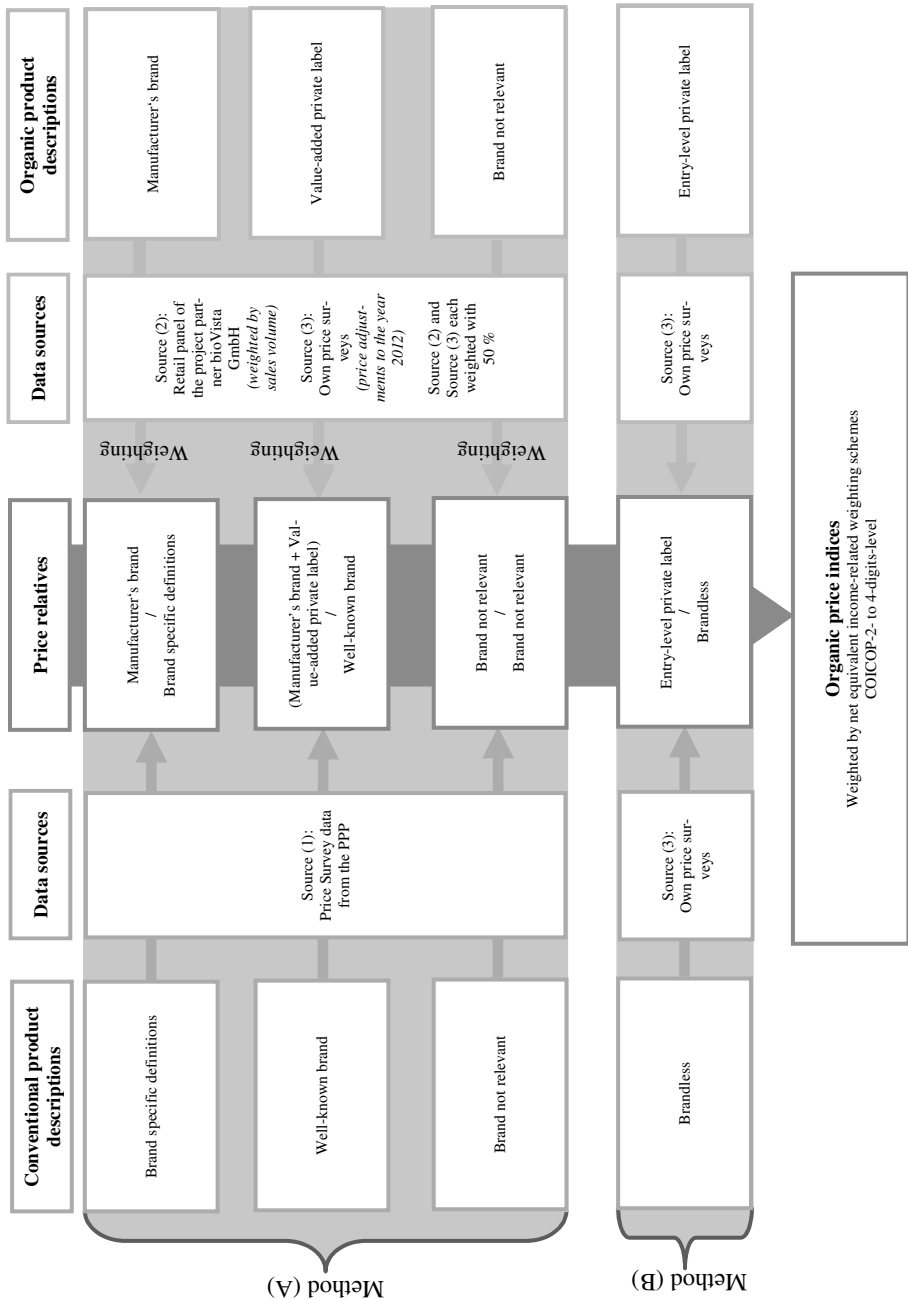 Conventional product
descriptions
Data sources
Price relatives
Data sources
Organic product
descriptions
Method (A)
Brand specific definitions
Well-known brand
Brand not relevant
Source (1):
Price Survey data
from the PPP
Manufacturer's brand
/
Brand specific definitions
(Manufacturer's brand + Val-
ue-added private label)
/
Well-known brand
Brand not relevant
/
Brand not relevant
Weighting
Weighting
Weighting
Source (2):
Retail panel of
the project part-
ner bioVista
GmbH
(weighted by
sales volume)
Source (3):
Own price sur-
veys
(price adjust-
ments to the year
2012)
Source (2) and
Source (3) each
weighted with
50 %
Manufacturer's brand
Value-added private label
Brand not relevant
Method (B)
Brandless
Source (3):
Own price sur-
veys
Entry-level private label
/
Brandless
Source (3):
Own price sur-
veys
Entry-level private label
Organic price indices
Weighted by net equivalent income-related weighting schemes
COICOP-2- to 4-digits-level